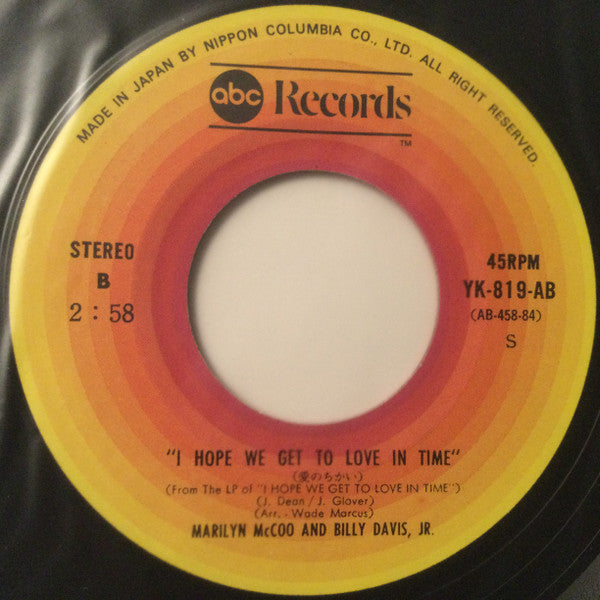 MADE IN JAPAN BY NIPPON COLUMBIA CO., LTD. ALL RIGHT RESERVED.
abc Records
TM
STEREO
B
2:58
45RPM
YK-819-AB
(AB-458-84)
S
"I HOPE WE GET TO LOVE IN TIME"
(愛のちかい)
(From The LP of "I HOPE WE GET TO LOVE IN TIME")
(J. Dean/J. Glover)
(Arr. - Wade Marcus)
MARILYN McCOO AND BILLY DAVIS, JR.